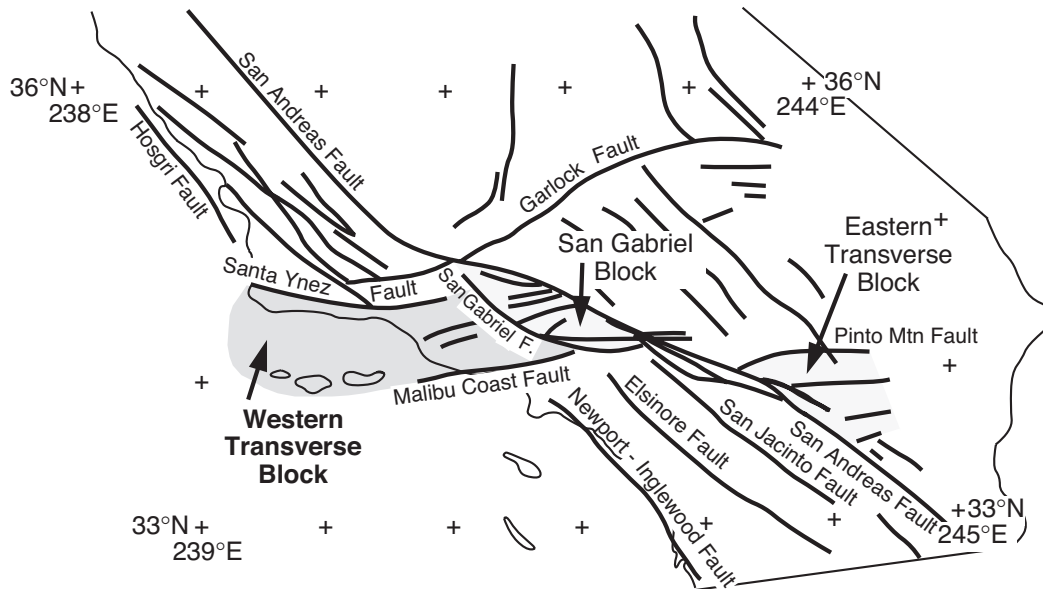 36°N
238°E
36°N
244°E
San Andreas Fault
Hosgri Fault
Garlock Fault
San Gabriel
Block
Eastern
Transverse
Block
Santa Ynez Fault
San Gabriel F.
Pinto Mtn Fault
Malibu Coast Fault
Western
Transverse
Block
Newport - Inglewood Fault
Elsinore Fault
San Jacinto Fault
San Andreas Fault
33°N
239°E
33°N
245°E